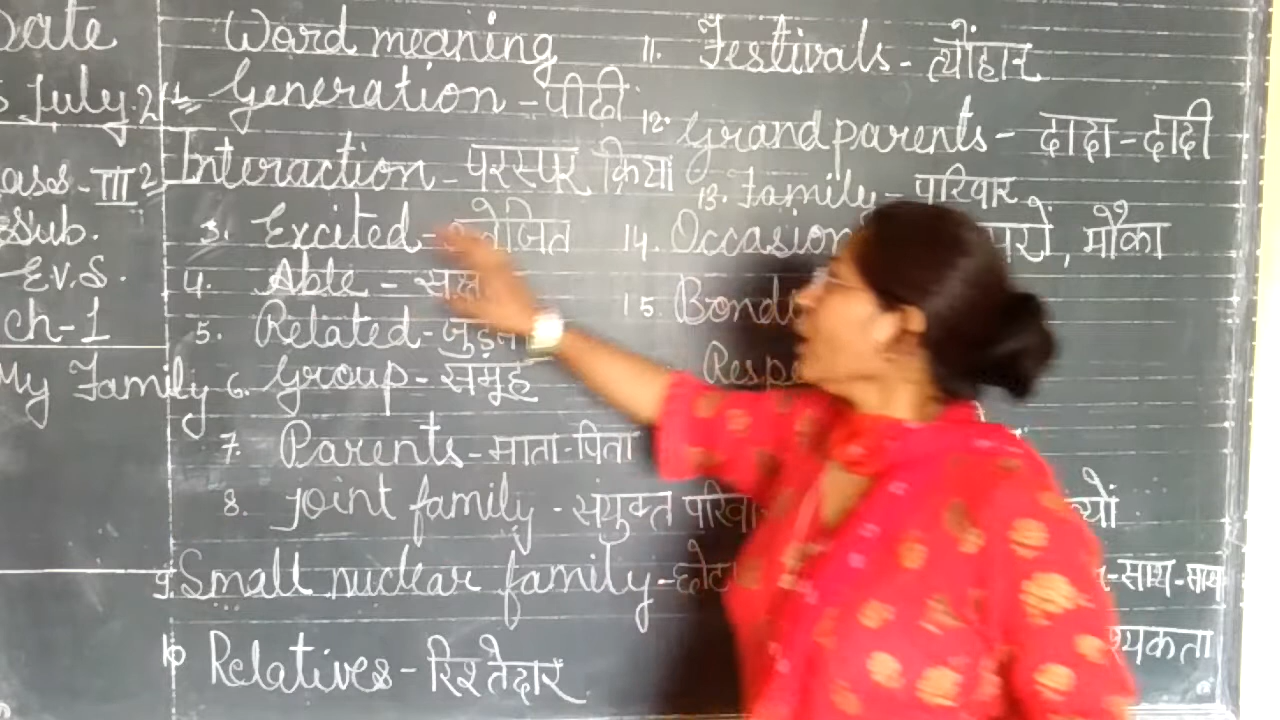 Date
July.21
Class-III 2
Sub.
E.V.S.
Ch-1
My Family
Word meaning
1. Generation - पीढ़ी
Interaction - परस्पर क्रिया
3. Excited - उत्तेजित
4. Able - सक्ष
5. Related - जुड़न
6. Group - समूह
7. Parents - माता-पिता
8. Joint family - संयुक्त परिवा
9. Small nuclear family - छोटा
10 Relatives - रिश्तेदार
11. Festivals - त्यौंहार
12. Grandparents - दादा-दादी
13. Family - परिवार
14. Occasion सरों, मौका
15. Bond
Resp
त्यों
-साथ-साथ
श्यकता